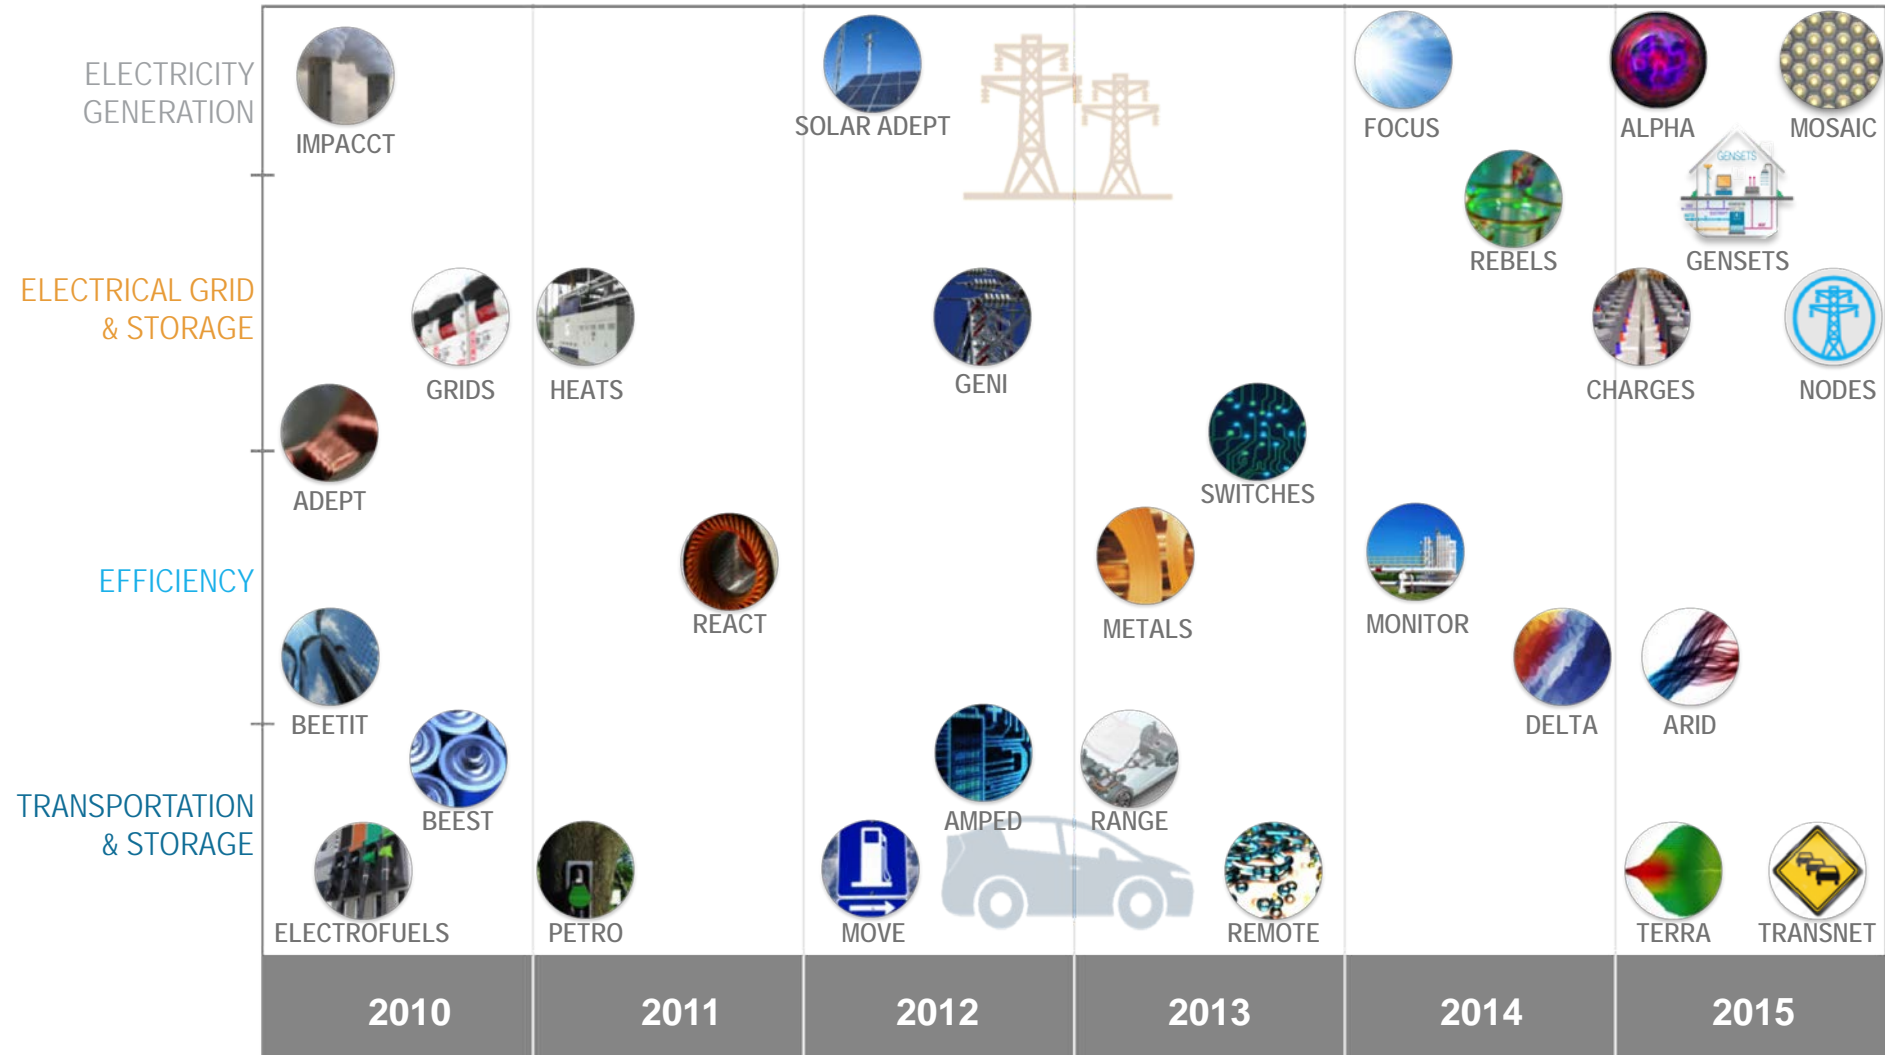 ELECTRICITY
GENERATION
IMPACCT
SOLAR ADEPT
FOCUS
ALPHA
MOSAIC
GENSETS
REBELS
GENSETS
ELECTRICAL GRID
& STORAGE
GRIDS
HEATS
GENI
CHARGES
NODES
ADEPT
SWITCHES
EFFICIENCY
REACT
METALS
MONITOR
BEETIT
DELTA
ARID
TRANSPORTATION
& STORAGE
BEEST
AMPED
RANGE
ELECTROFUELS
PETRO
MOVE
REMOTE
TERRA
TRANSNET
2010
2011
2012
2013
2014
2015